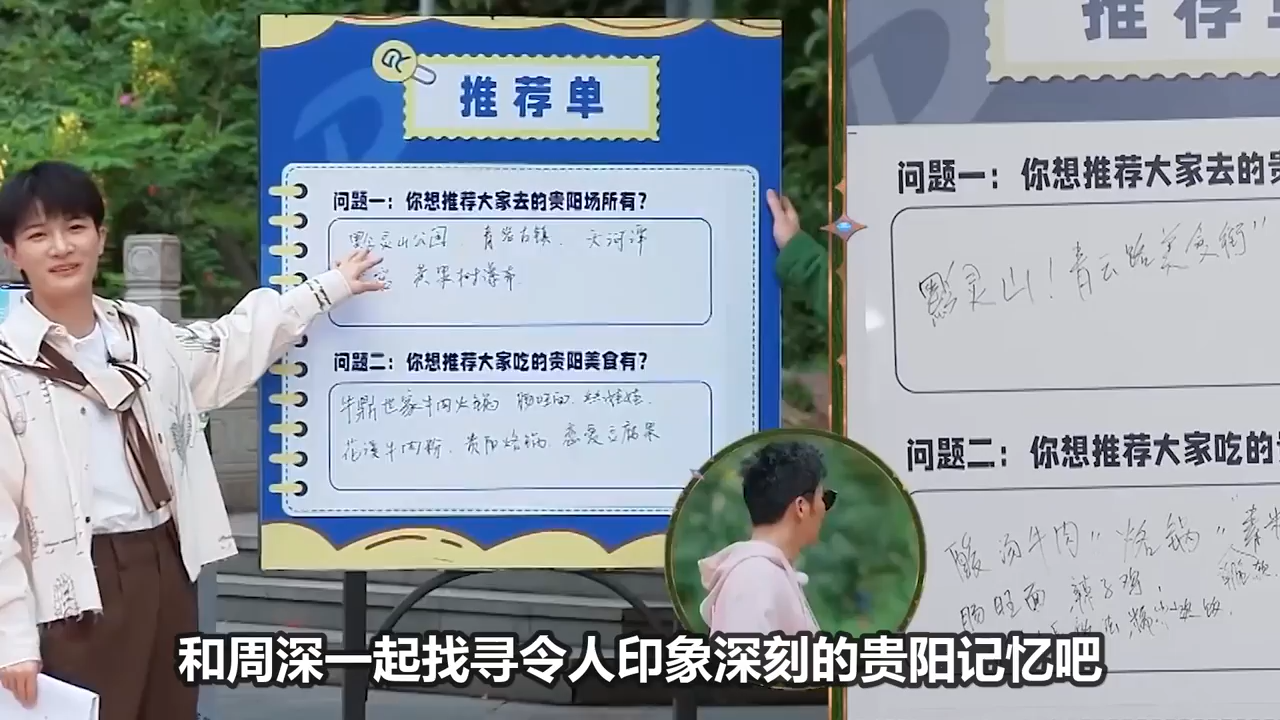 推荐单
问题一：你想推荐大家去的贵阳场所有？
黔灵山公园、青岩古镇、天河潭
黄果树瀑布
问题二：你想推荐大家吃的贵阳美食有？
牛鼎世家牛肉火锅 肠旺面、丝娃娃、
花溪牛肉粉、贵阳烙锅 恋爱豆腐果
推荐单
问题一：你想推荐大家去的贵
黔灵山！青云路美食街"
问题二：你想推荐大家吃的
酸汤牛肉"烙锅"
肠旺面 辣子鸡，
和周深一起找寻令人印象深刻的贵阳记忆吧